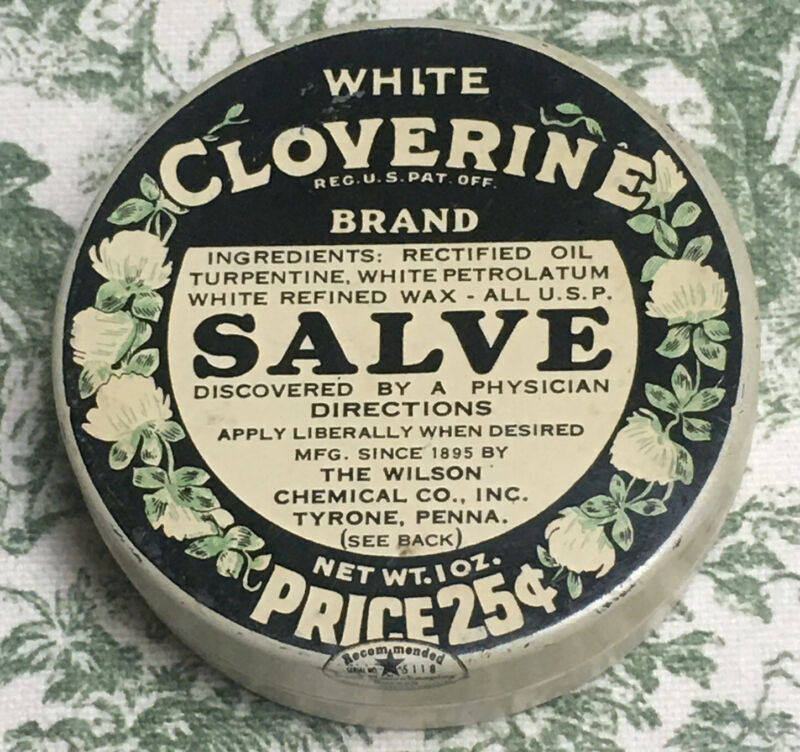 WHITE
CLOVERINE
REG.U.S.PAT.OFF.
BRAND
INGREDIENTS: RECTIFIED OIL
TURPENTINE, WHITE PETROLATUM
WHITE REFINED WAX - ALL U.S.P.
SALVE
DISCOVERED BY A PHYSICIAN
DIRECTIONS
APPLY LIBERALLY WHEN DESIRED
MFG. SINCE 1895 BY
THE WILSON
CHEMICAL CO., INC.
TYRONE, PENNA.
(SEE BACK)
NET WT. 1 OZ.
PRICE 25¢
Recommended